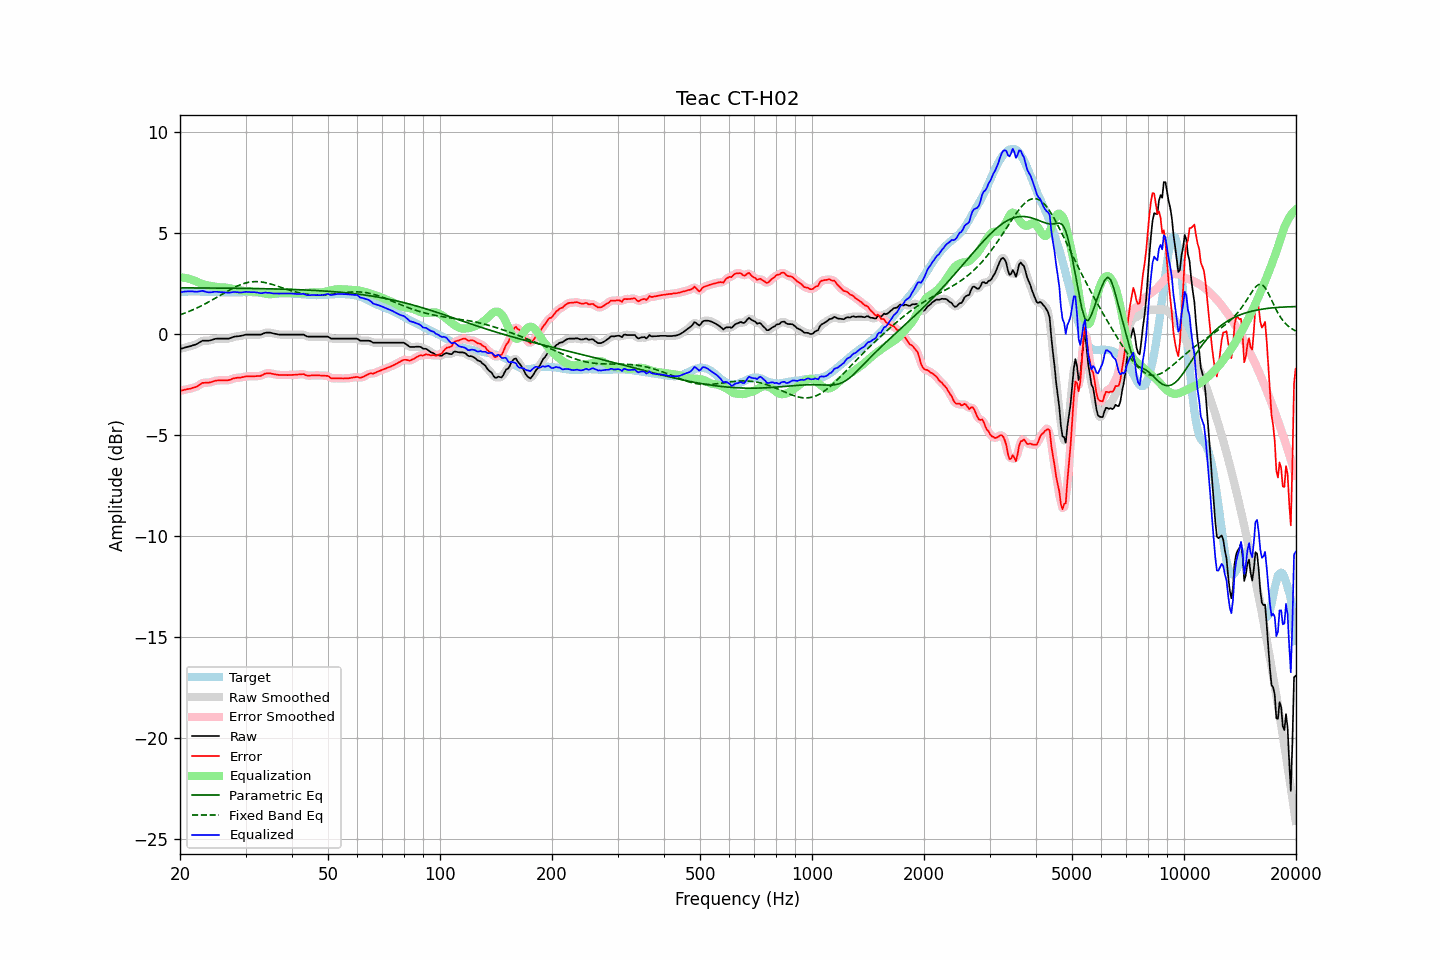 Teac CT-H02
10
5
0
−5
−10
−15
−20
−25
Amplitude (dBr)
Target
Raw Smoothed
Error Smoothed
Raw
Error
Equalization
Parametric Eq
Fixed Band Eq
Equalized
20 50 100 200 500 1000 2000 5000 10000 20000
Frequency (Hz)